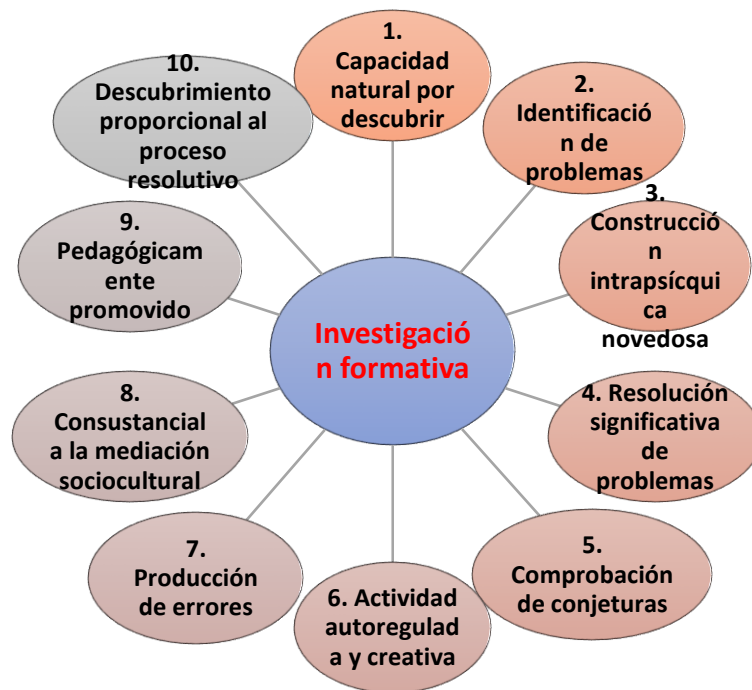 1.
Capacidad
natural por
descubrir
2.
Identificació
n de
problemas
3.
Construcció
n
intrapsícqui
ca
novedosa
4. Resolución
significativa
de
problemas
5.
Comprobación
de conjeturas
6. Actividad
autoregulad
a y creativa
7.
Producción
de errores
8.
Consustancial
a la mediación
sociocultural
9.
Pedagógicam
ente
promovido
10.
Descubrimiento
proporcional al
proceso
resolutivo
Investigació
n formativa